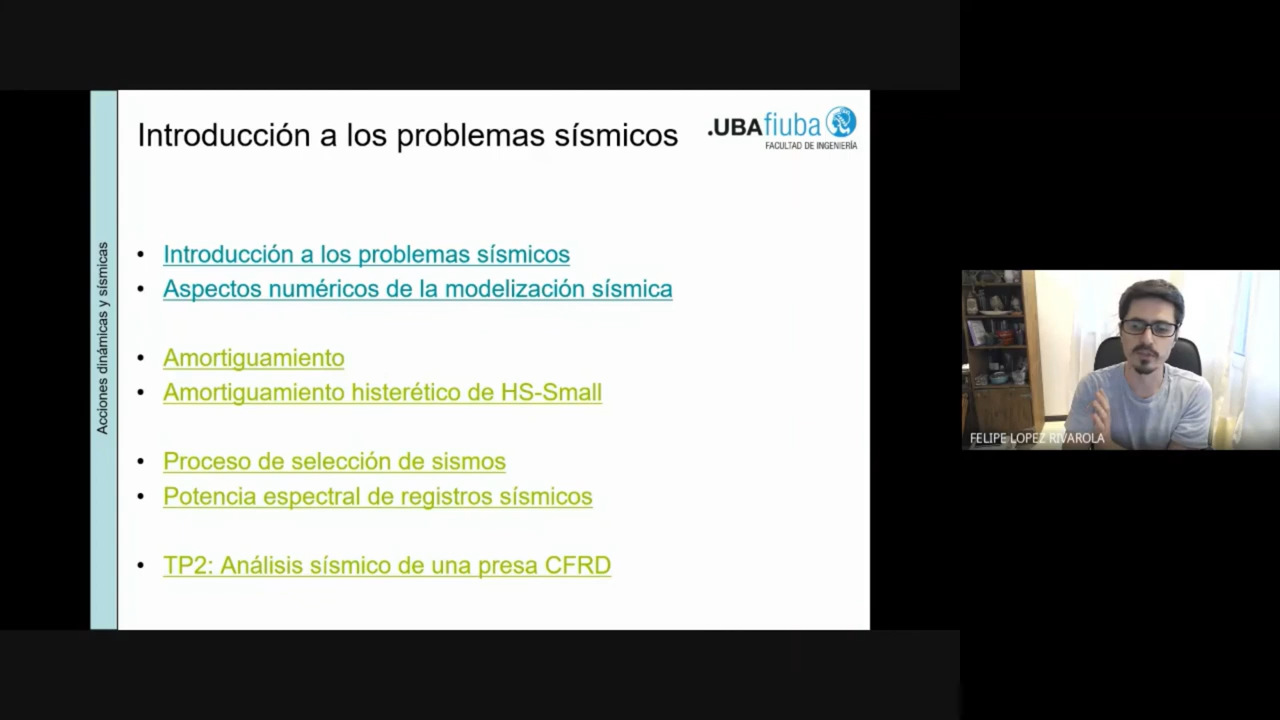 Introducción a los problemas sísmicos
.UBAfiuba
FACULTAD DE INGENIERÍA
Acciones dinámicas y sísmicas
• Introducción a los problemas sísmicos
• Aspectos numéricos de la modelización sísmica
• Amortiguamiento
• Amortiguamiento histerético de HS-Small
• Proceso de selección de sismos
• Potencia espectral de registros sísmicos
• TP2: Análisis sísmico de una presa CFRD
FELIPE LOPEZ RIVAROLA